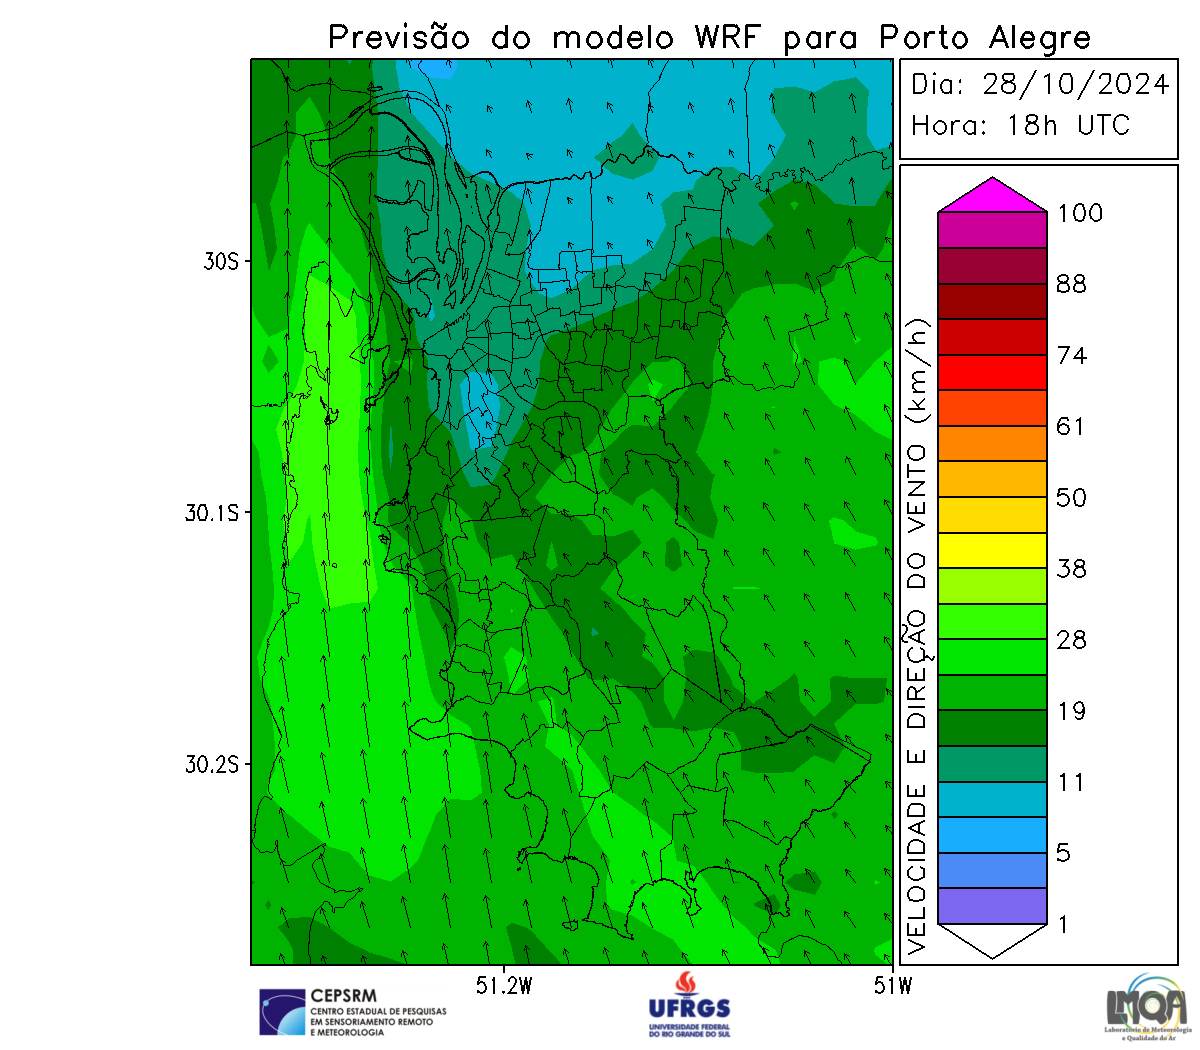 Previsão do modelo WRF para Porto Alegre
Dia: 28/10/2024
Hora: 18h UTC
30S
30.1S
30.2S
51.2W
51W
VELOCIDADE E DIREÇÃO DO VENTO (km/h)
100
88
74
61
50
38
28
19
11
5
1
CEPSRM
CENTRO ESTADUAL DE PESQUISAS
EM SENSORIAMENTO REMOTO
E METEOROLOGIA
UFRGS
UNIVERSIDADE FEDERAL
DO RIO GRANDE DO SUL
LMQA
Laboratório de Meteorologia
e Qualidade do Ar